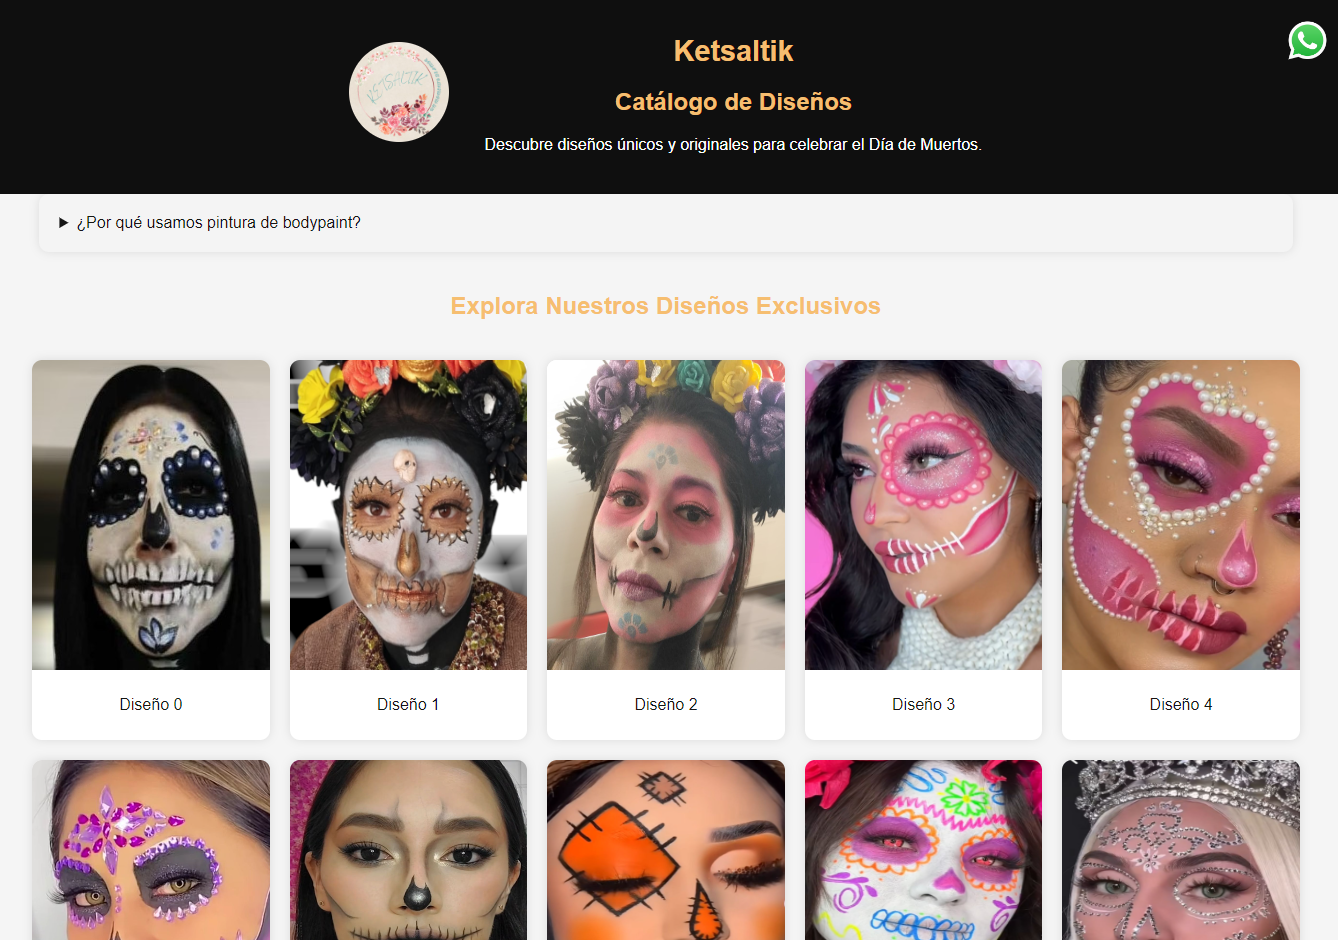 KETSALTIK
Ketsaltik
Catálogo de Diseños
Descubre diseños únicos y originales para celebrar el Día de Muertos.
¿Por qué usamos pintura de bodypaint?
Explora Nuestros Diseños Exclusivos
Diseño 0
Diseño 1
Diseño 2
Diseño 3
Diseño 4